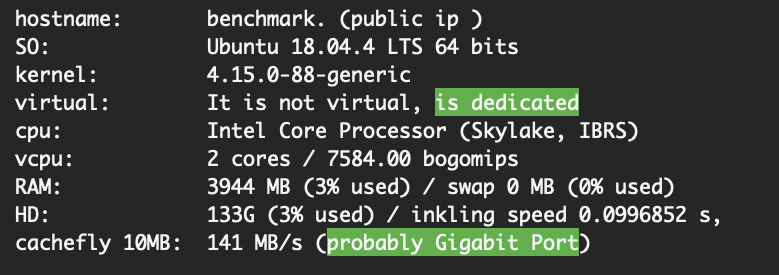 hostname: benchmark. (public ip )
SO: Ubuntu 18.04.4 LTS 64 bits
kernel: 4.15.0-88-generic
virtual: It is not virtual, is dedicated
cpu: Intel Core Processor (Skylake, IBRS)
vcpu: 2 cores / 7584.00 bogomips
RAM: 3944 MB (3% used) / swap 0 MB (0% used)
HD: 133G (3% used) / inkling speed 0.0996852 s,
cachefly 10MB: 141 MB/s (probably Gigabit Port)